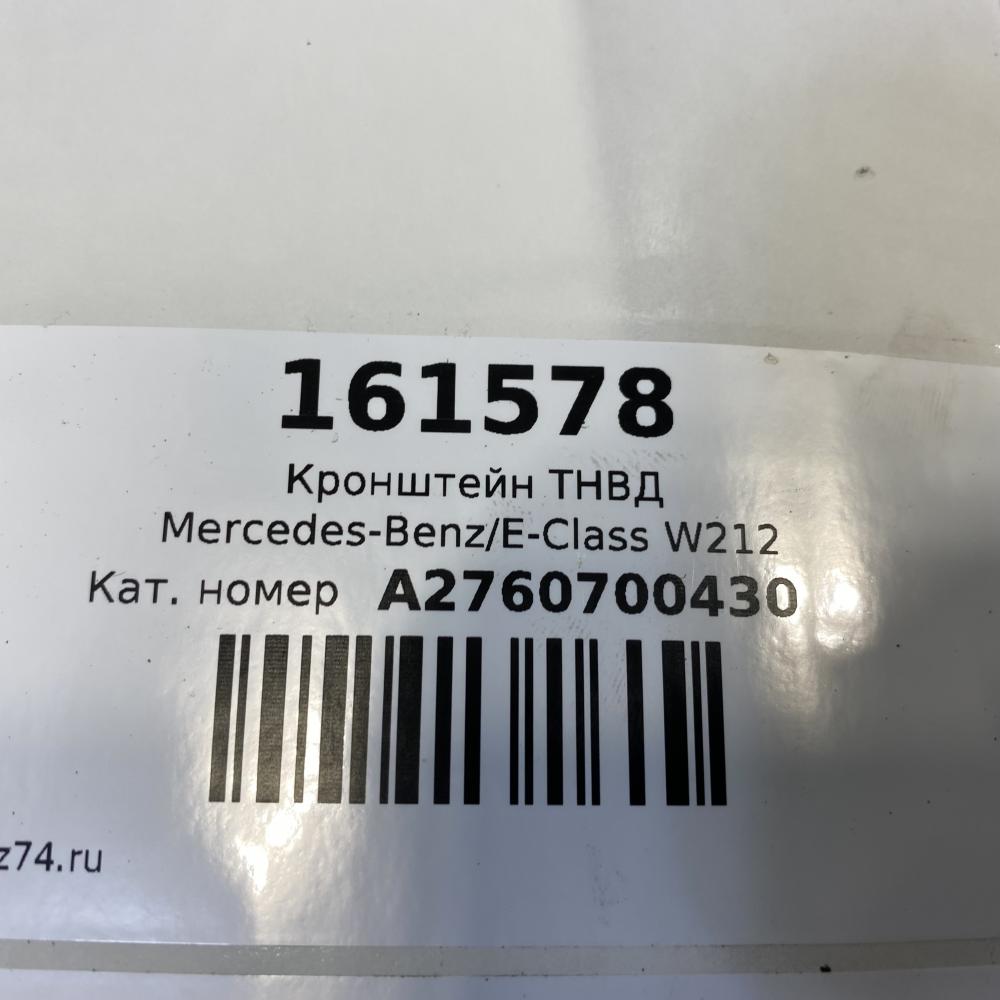 161578
Кронштейн ТНВД
Mercedes-Benz/E-Class W212
Кат. номер A2760700430
z74.ru